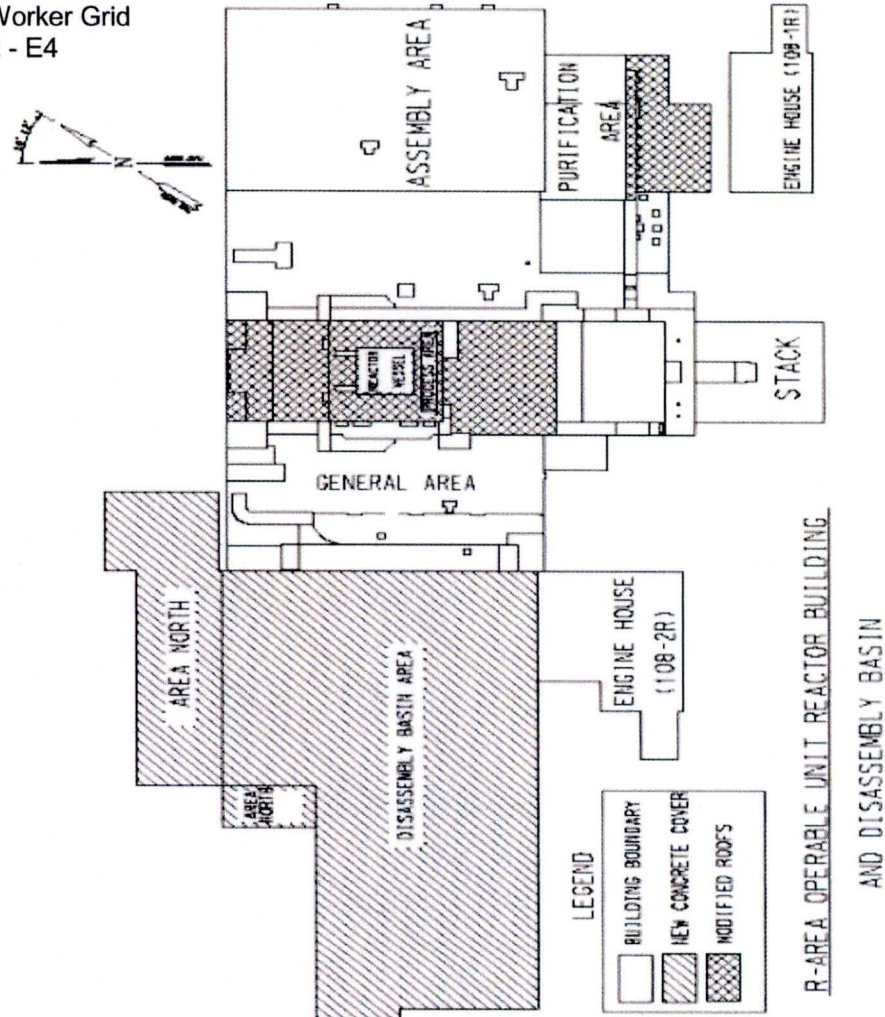 Worker Grid
- E4
N
ASSEMBLY AREA
PURIFICATION
AREA
ENGINE HOUSE (108-1R)
REACTOR
VESSEL
PROCESS AREA
STACK
GENERAL AREA
AREA NORTH
AREA
NORTH
DISASSEMBLY BASIN AREA
ENGINE HOUSE
(108-2R)
LEGEND
BUILDING BOUNDARY
NEW CONCRETE COVER
MODIFIED ROOFS
R-AREA OPERABLE UNIT REACTOR BUILDING
AND DISASSEMBLY BASIN